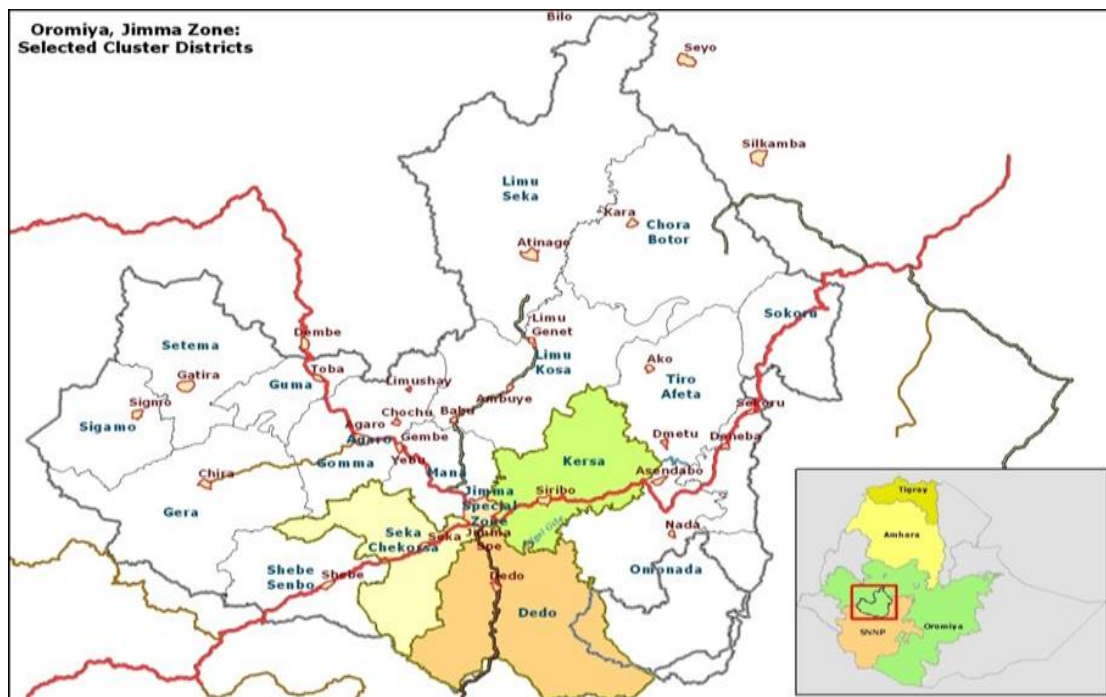 Oromiya, Jimma Zone:
Selected Cluster Districts
Bilo
Seyo
Silkamba
Limu
Seka
Kara
Chora
Botor
Atinago
Sokoru
Limu
Genet
Dembe
Setema
Limu
Kosa
Ako
Toba
Gatira
Guma
Limushay
Tiro
Afeta
Ambuye
Sekoru
Sigmo
Sigamo
Chochu
Babu
Agaro
Agaro
Gembe
Dmetu
Deneba
Yebu
Gomma
Kersa
Chira
Mana
Asendabo
Jimma
Special
Zone
Siribo
Gera
Nada
Seka
Chekorsa
Seka
Jimma
Spe
Shebe
Senbo
Shebe
Omonada
Dedo
Dedo
Tigray
Amhara
Oromiya
SNNP